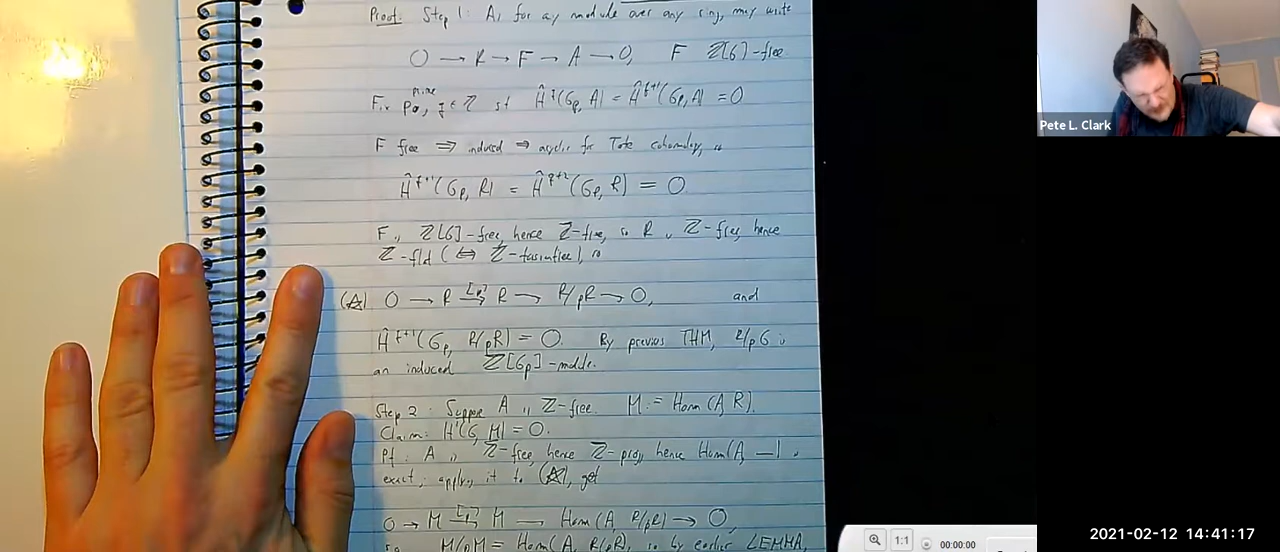 Proof. Step 1: As for any module over any ring, may write
0 → R → F → A → 0, F Z[G]-free
Fix prime p, q ∈ Z st Ĥ^q(G_p, A) = Ĥ^{q+1}(G_p, A) = 0
F free ⟹ induced ⟹ acyclic for Tate cohomology, so
Ĥ^{q+1}(G_p, R) = Ĥ^{q+2}(G_p, R) = 0
F is Z[G]-free, hence Z-free, so R is Z-free, hence
Z-flat (⟺ Z-torsionfree), so
(☆) 0 → R [p]→ R → R/pR → 0, and
Ĥ^{q+1}(G_p, R/pR) = 0. By previous THM, R/pG is
an induced Z[G_p]-module.
Step 2: Suppose A is Z-free. M := Hom(A, R).
Claim: H'(G, M) = 0.
Pf: A is Z-free, hence Z-proj, hence Hom(A, —) is
exact; apply it to (☆), get
0 → M [p]→ M → Hom(A, R/pR) → 0,
M/pM = Hom(A, R/pR), so by earlier LEMMA,
Pete L. Clark
2021-02-12 14:41:17
1:1
00:00:00